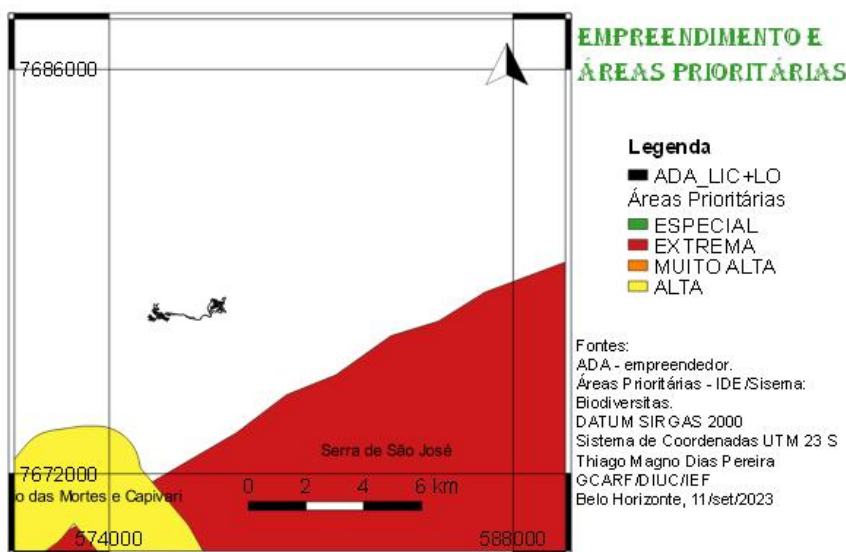 EMPREENDIMENTO E
ÁREAS PRIORITÁRIAS
7686000
Legenda
ADA_LIC+LO
Áreas Prioritárias
ESPECIAL
EXTREMA
MUITO ALTA
ALTA
Fontes:
ADA - empreendedor.
Áreas Prioritárias - IDE/Sisema:
Biodiversitas.
DATUM SIRGAS 2000
Sistema de Coordenadas UTM 23 S
Thiago Magno Dias Pereira
GCARF/DIUC/IEF
Belo Horizonte, 11/set/2023
Serra de São José
7672000
0 2 4 6 km
o das Mortes e Capivari
574000
588000